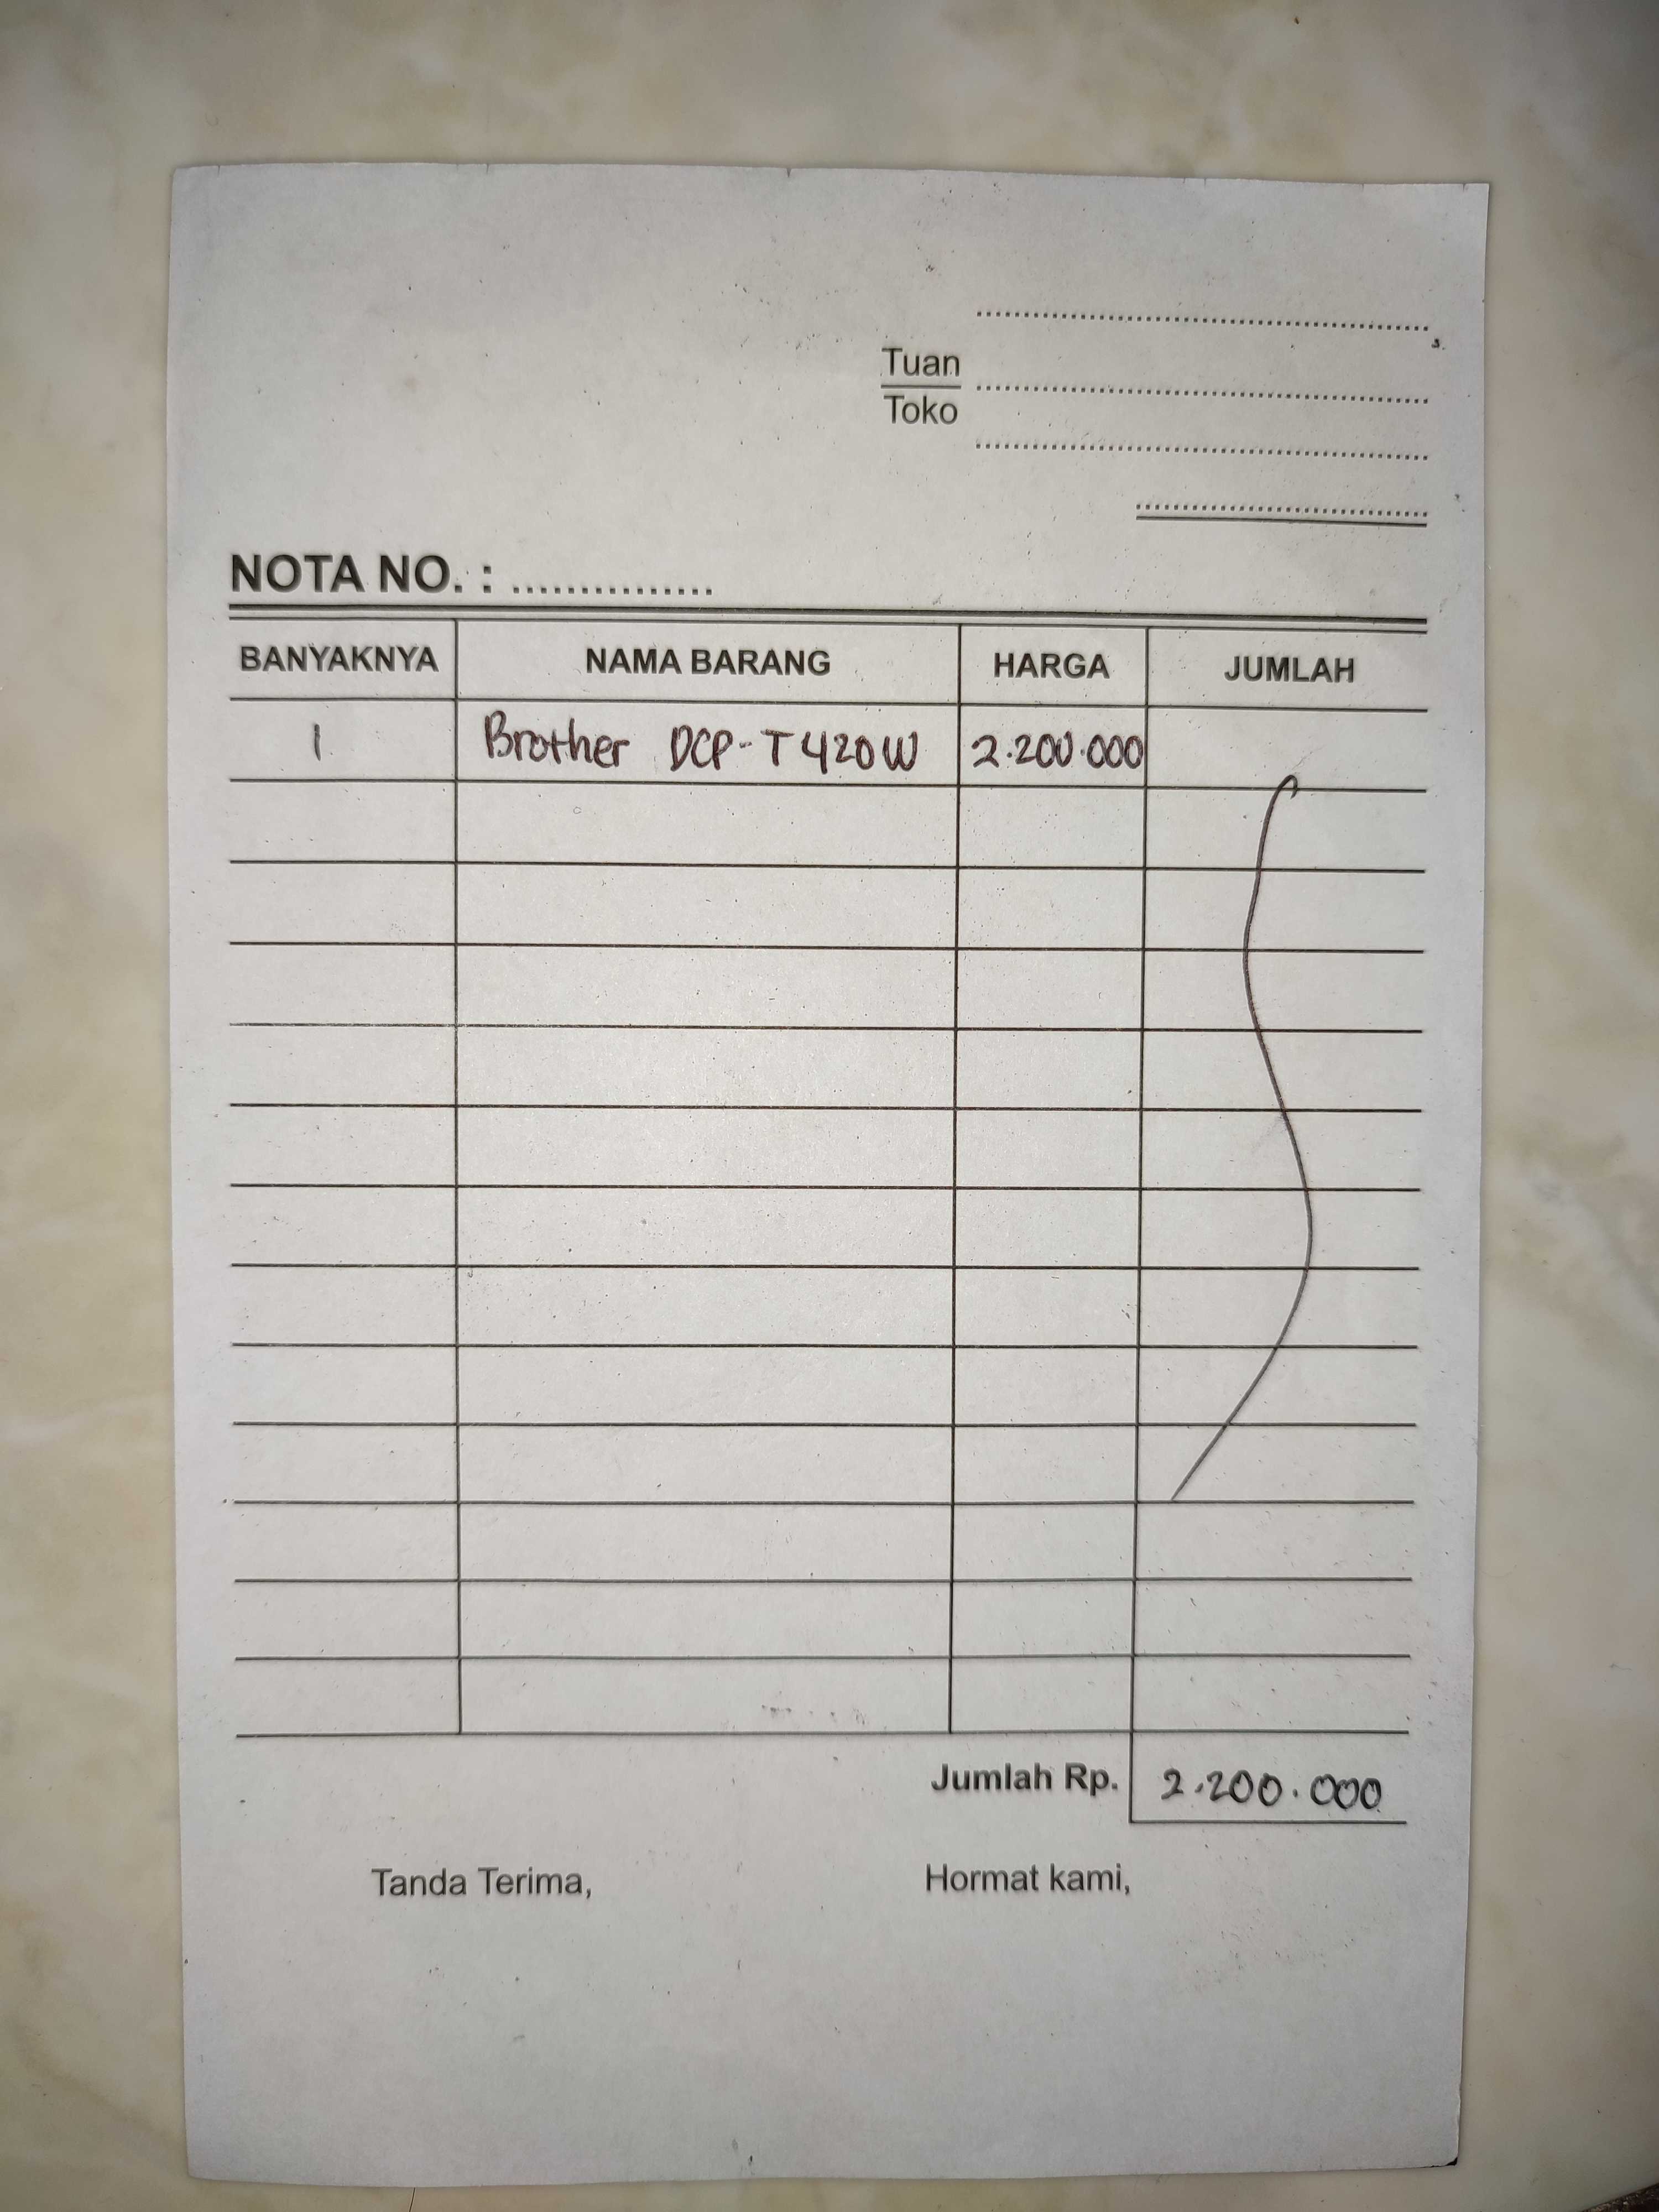 Tuan
Toko
NOTA NO. : ...............
BANYAKNYA NAMA BARANG HARGA JUMLAH
1 Brother DCP-T420W 2.200.000
Jumlah Rp. 2.200.000
Tanda Terima, Hormat kami,